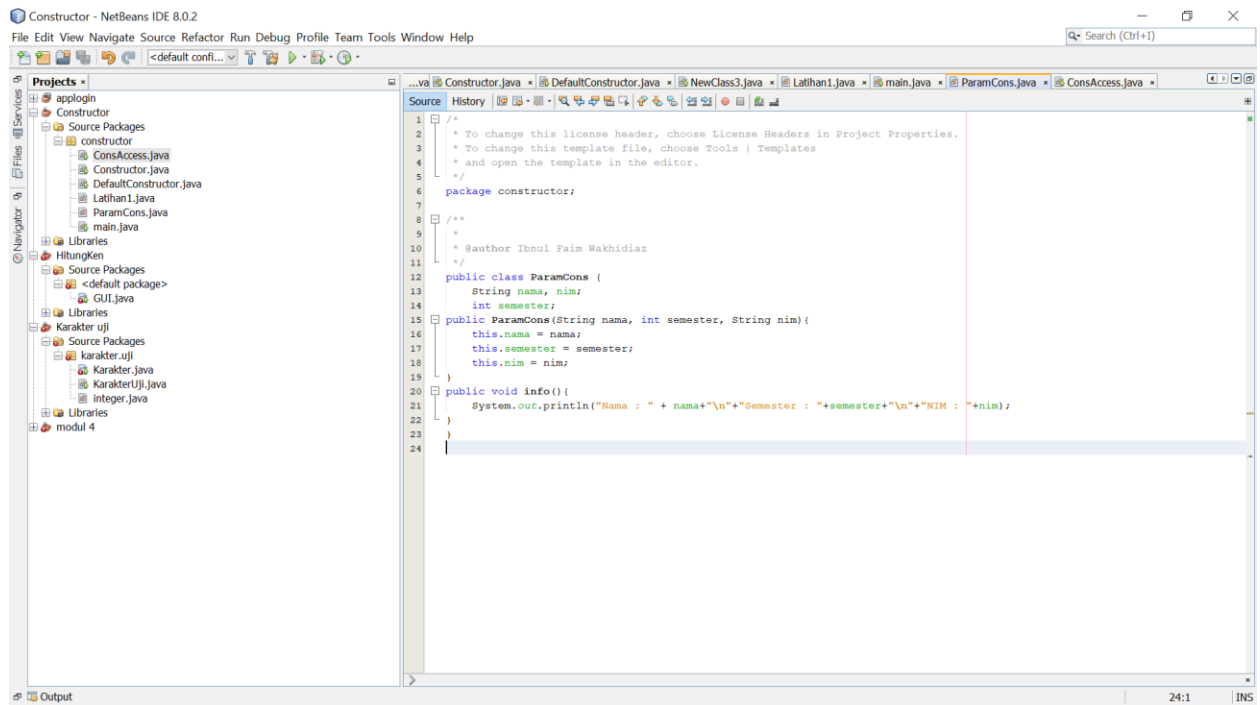 Constructor - NetBeans IDE 8.0.2
File Edit View Navigate Source Refactor Run Debug Profile Team Tools Window Help
Search (Ctrl+I)
<default confi...
Services
Files
Navigator
Projects
applogin
Constructor
Source Packages
constructor
ConsAccess.java
Constructor.java
DefaultConstructor.java
Latihan1.java
ParamCons.java
main.java
Libraries
HitungKen
Source Packages
<default package>
GUI.java
Libraries
Karakter uji
Source Packages
karakter.uji
Karakter.java
KarakterUji.java
integer.java
Libraries
modul 4
...va Constructor.java DefaultConstructor.java NewClass3.java Latihan1.java main.java ParamCons.java ConsAccess.java
Source History
1 /*
2 * To change this license header, choose License Headers in Project Properties.
3 * To change this template file, choose Tools | Templates
4 * and open the template in the editor.
5 */
6 package constructor;
7
8 /**
9 *
10 * @author Ibnul Faim Wakhidiaz
11 */
12 public class ParamCons {
13 String nama, nim;
14 int semester;
15 public ParamCons(String nama, int semester, String nim){
16 this.nama = nama;
17 this.semester = semester;
18 this.nim = nim;
19 }
20 public void info(){
21 System.out.println("Nama : " + nama+"\n"+"Semester : "+semester+"\n"+"NIM : "+nim);
22 }
23 }
24
Output
24:1 INS